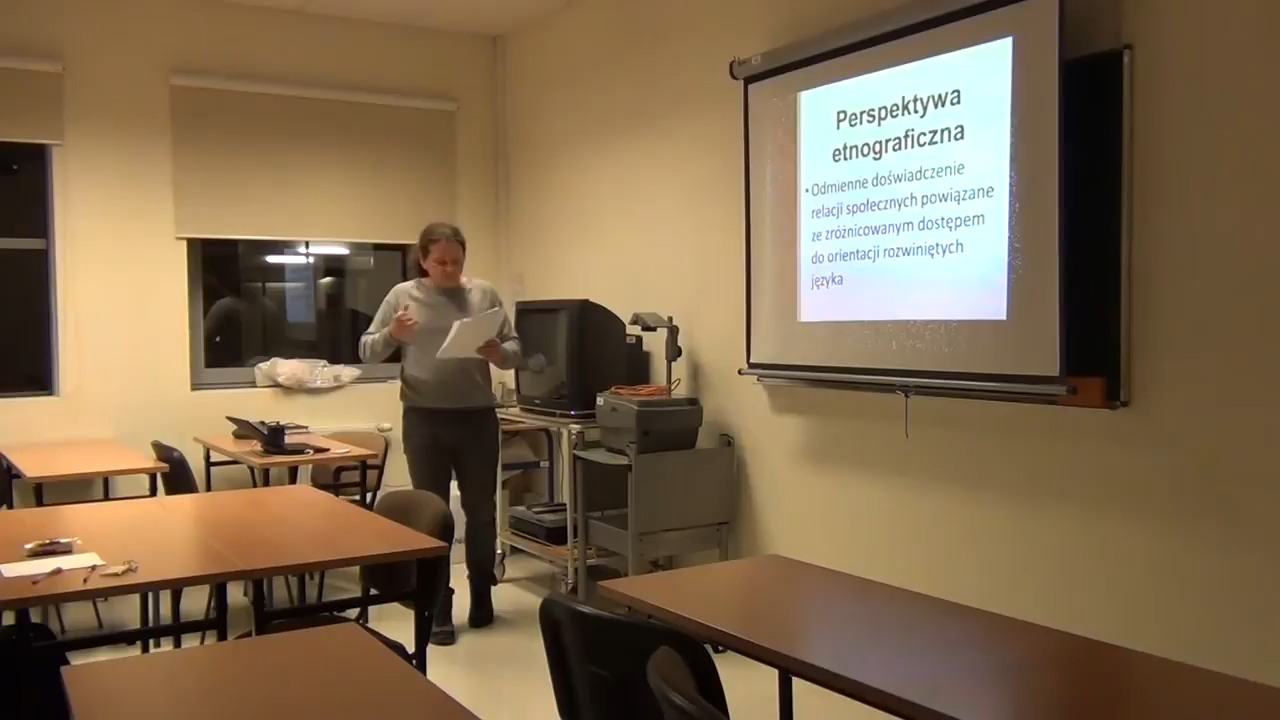 Perspektywa
etnograficzna
• Odmienne doświadczenie
relacji społecznych powiązane
ze zróżnicowanym dostępem
do orientacji rozwiniętych
języka